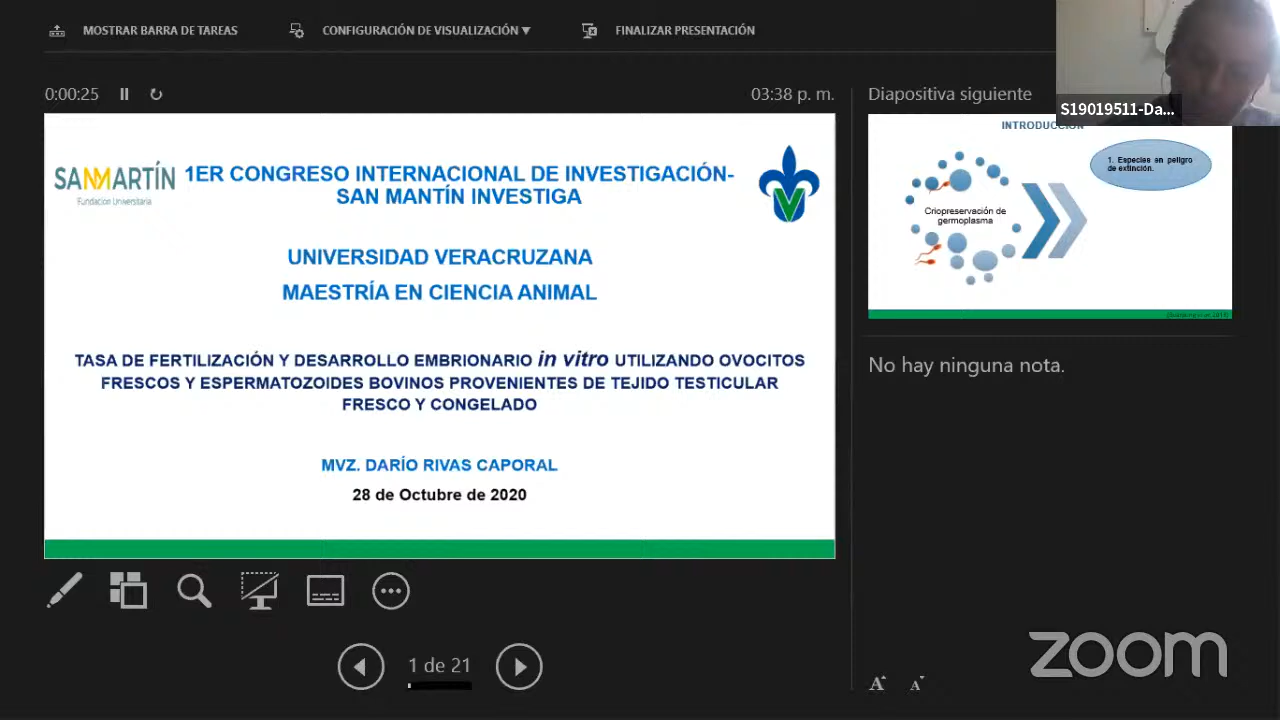 MOSTRAR BARRA DE TAREAS
CONFIGURACIÓN DE VISUALIZACIÓN ▼
FINALIZAR PRESENTACIÓN
0:00:25
03:38 p. m.
Diapositiva siguiente
S19019511-Da...
SANMARTÍN
Fundación Universitaria
1ER CONGRESO INTERNACIONAL DE INVESTIGACIÓN-
SAN MANTÍN INVESTIGA
UNIVERSIDAD VERACRUZANA
MAESTRÍA EN CIENCIA ANIMAL
TASA DE FERTILIZACIÓN Y DESARROLLO EMBRIONARIO in vitro UTILIZANDO OVOCITOS
FRESCOS Y ESPERMATOZOIDES BOVINOS PROVENIENTES DE TEJIDO TESTICULAR
FRESCO Y CONGELADO
MVZ. DARÍO RIVAS CAPORAL
28 de Octubre de 2020
INTRODUCCIÓN
1. Especies en peligro
de extinción.
Criopreservación de
germoplasma
No hay ninguna nota.
1 de 21
A A
zoom